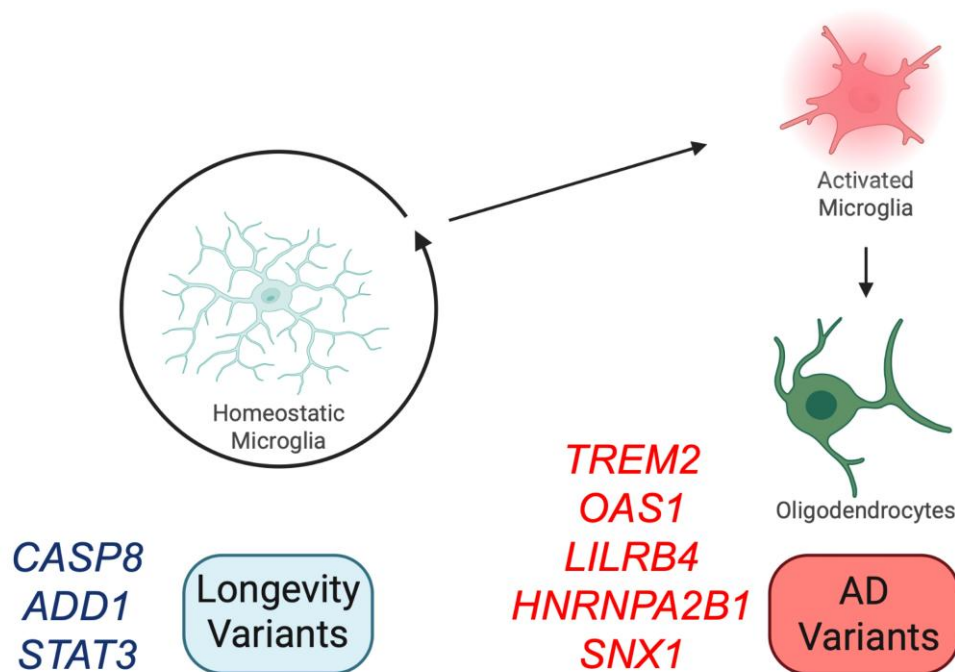 Activated
Microglia
Homeostatic
Microglia
Oligodendrocytes
CASP8
ADD1
STAT3
Longevity
Variants
TREM2
OAS1
LILRB4
HNRNPA2B1
SNX1
AD
Variants